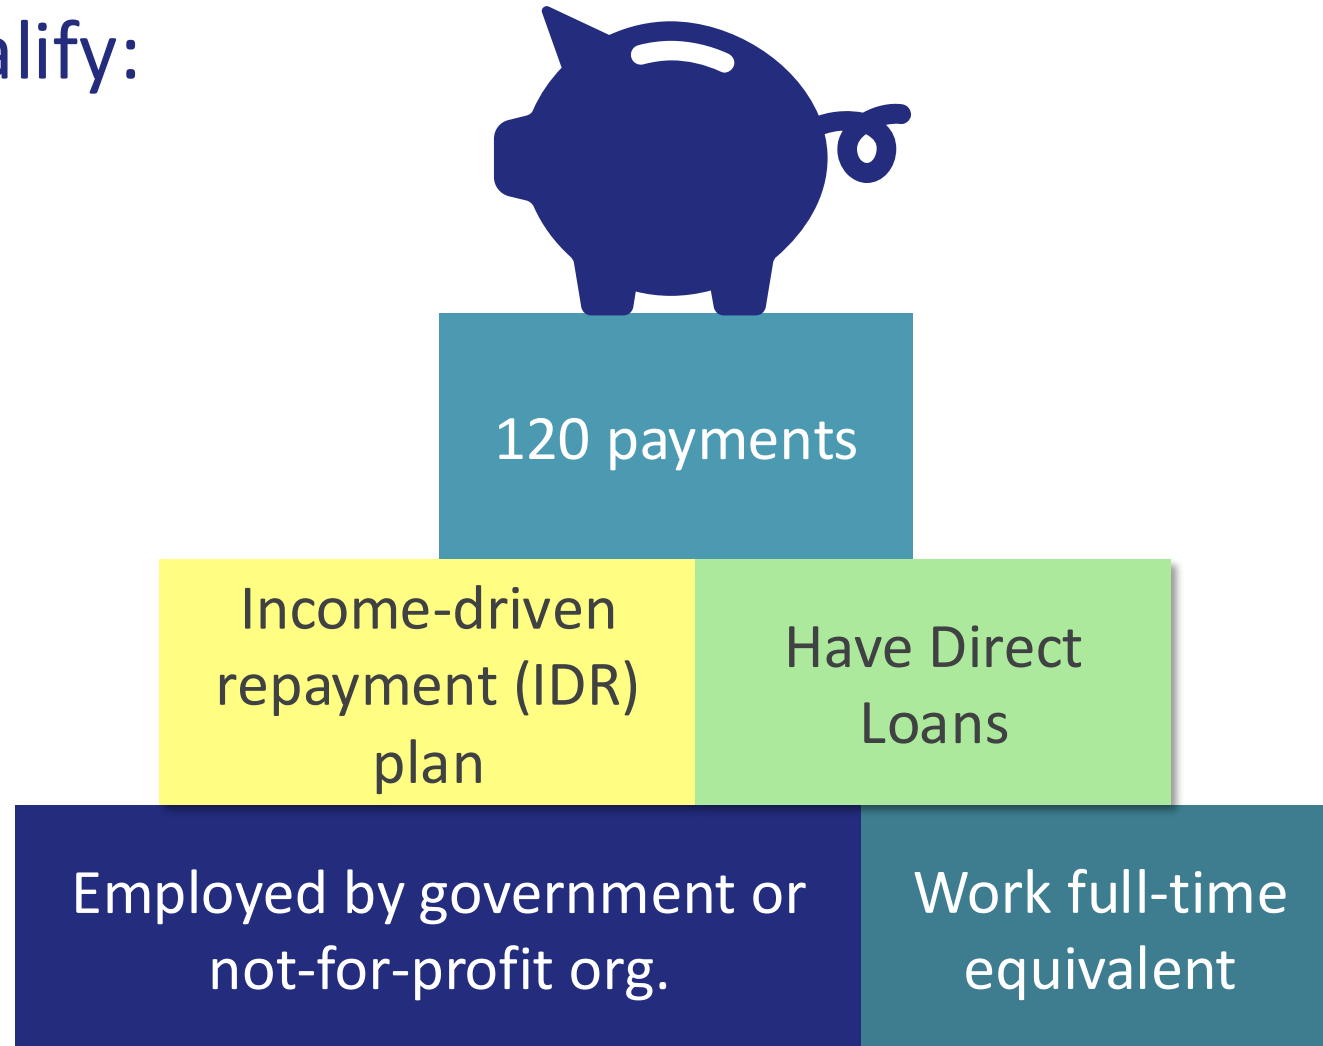 alify:
120 payments
Income-driven
repayment (IDR)
plan
Have Direct
Loans
Employed by government or
not-for-profit org.
Work full-time
equivalent